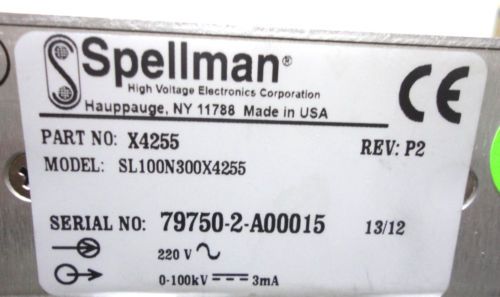 Spellman®
High Voltage Electronics Corporation
Hauppauge, NY 11788 Made in USA
CE
PART NO: X4255
REV: P2
MODEL: SL100N300X4255
SERIAL NO: 79750-2-A00015
13/12
220 V
0-100kV 3mA